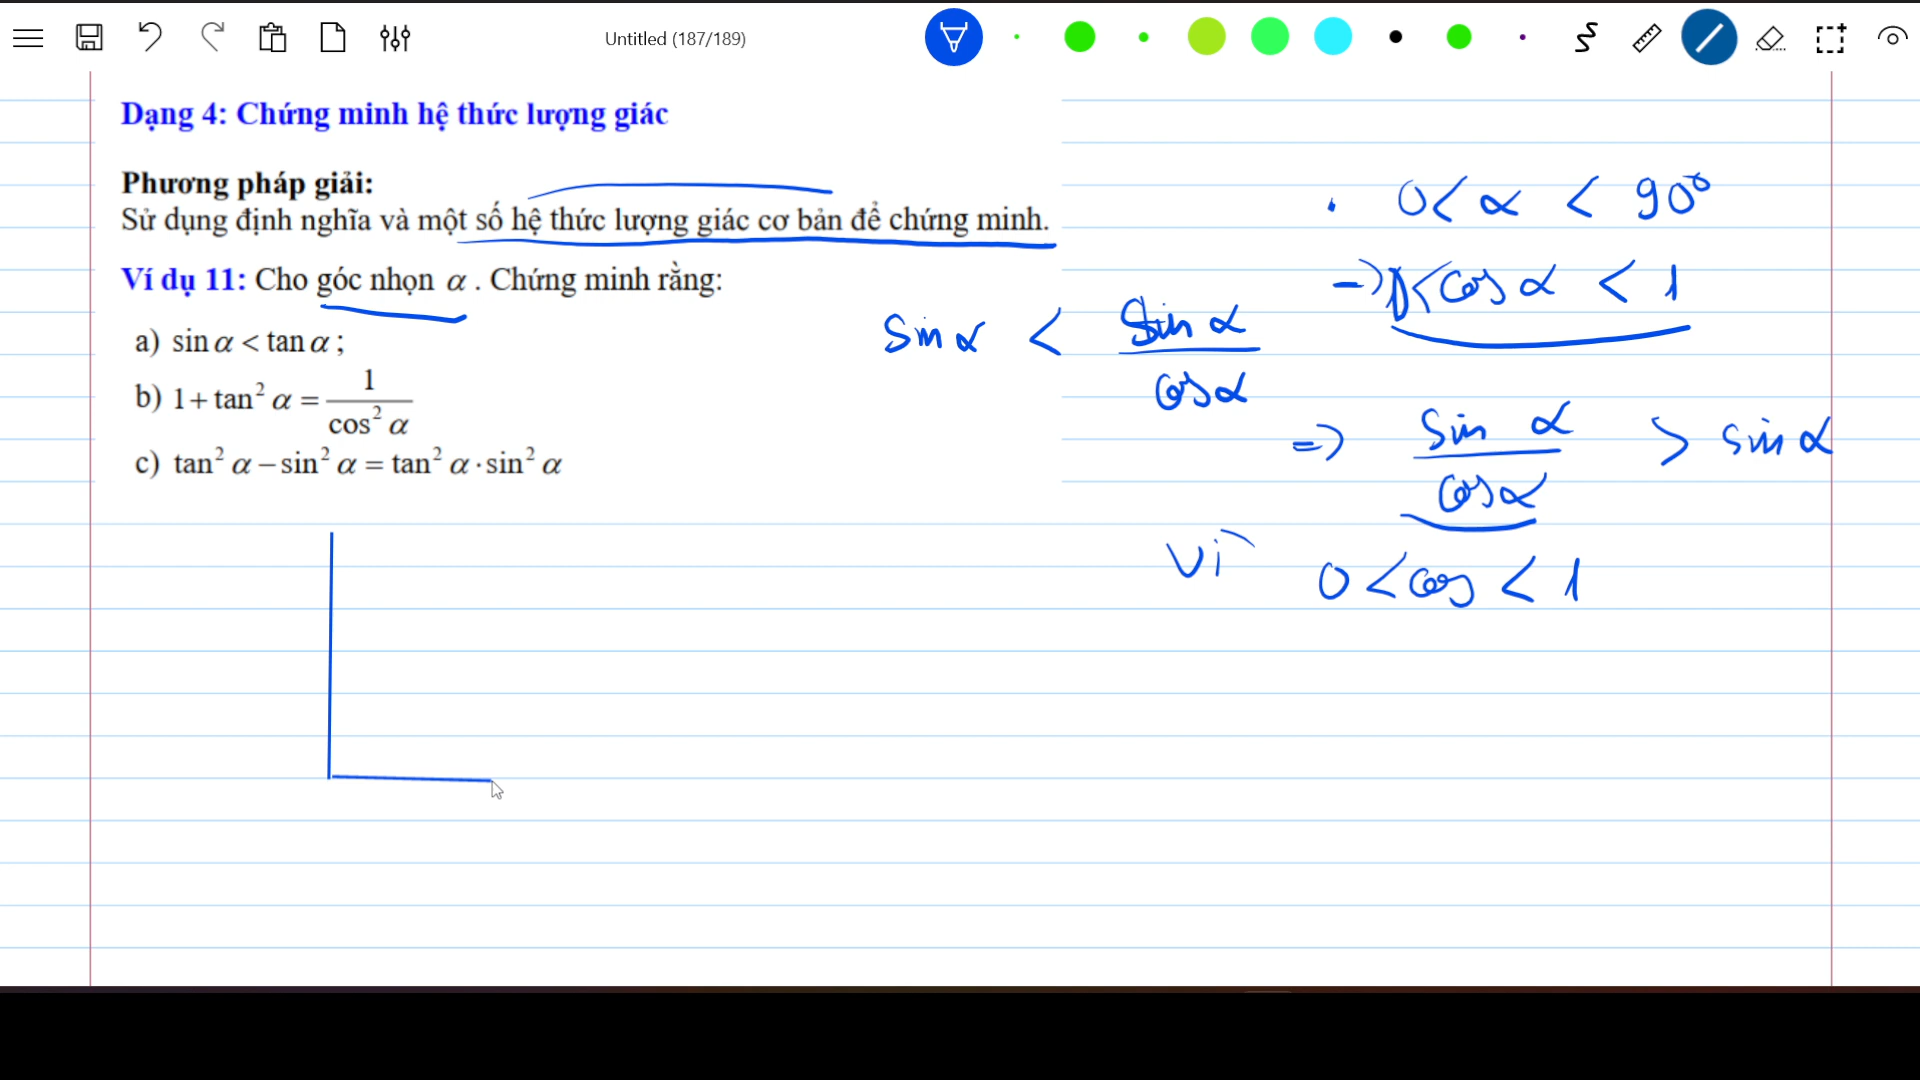 Untitled (187/189)
Dạng 4: Chứng minh hệ thức lượng giác
Phương pháp giải:
Sử dụng định nghĩa và một số hệ thức lượng giác cơ bản để chứng minh.
Ví dụ 11: Cho góc nhọn α . Chứng minh rằng:
a) sin α < tan α ;
b) 1 + tan² α = 1 / cos² α
c) tan² α − sin² α = tan² α · sin² α
0 < α < 90°
=> 0 < cos α < 1
sin α < sin α / cos α
=> sin α / cos α > sin α
Vì 0 < cos < 1